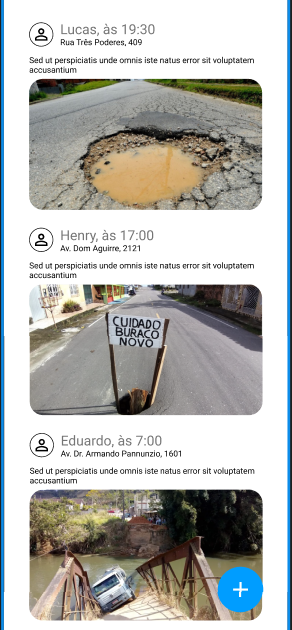 Lucas, às 19:30
Rua Três Poderes, 409
Sed ut perspiciatis unde omnis iste natus error sit voluptatem
accusantium
Henry, às 17:00
Av. Dom Aguirre, 2121
Sed ut perspiciatis unde omnis iste natus error sit voluptatem
accusantium
CUIDADO
BURACO
NOVO
Eduardo, às 7:00
Av. Dr. Armando Pannunzio, 1601
Sed ut perspiciatis unde omnis iste natus error sit voluptatem
accusantium